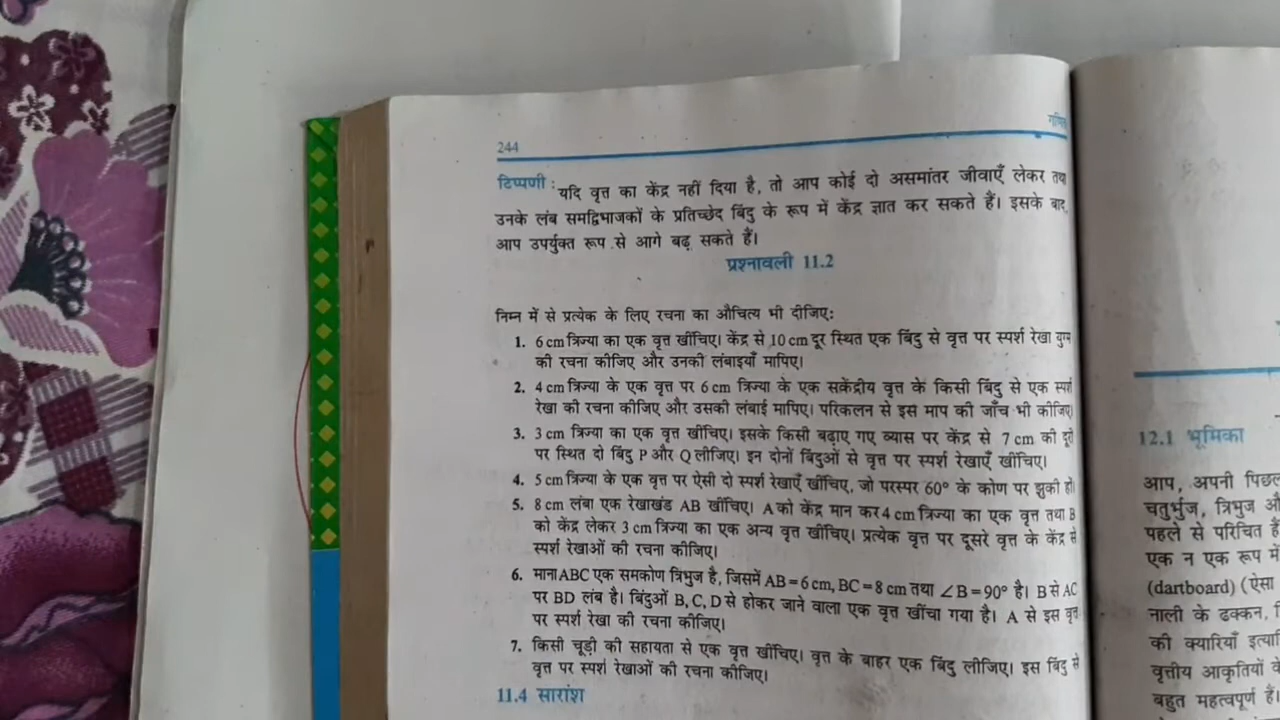 244
टिप्पणी : यदि वृत्त का केंद्र नहीं दिया है, तो आप कोई दो असमांतर जीवाएँ लेकर तथा
उनके लंब समद्विभाजकों के प्रतिच्छेद बिंदु के रूप में केंद्र ज्ञात कर सकते हैं। इसके बाद,
आप उपर्युक्त रूप से आगे बढ़ सकते हैं।
प्रश्नावली 11.2
निम्न में से प्रत्येक के लिए रचना का औचित्य भी दीजिए:
1. 6 cm त्रिज्या का एक वृत्त खींचिए। केंद्र से 10 cm दूर स्थित एक बिंदु से वृत्त पर स्पर्श रेखा युग्म
की रचना कीजिए और उनकी लंबाइयाँ मापिए।
2. 4 cm त्रिज्या के एक वृत्त पर 6 cm त्रिज्या के एक सकेंद्रीय वृत्त के किसी बिंदु से एक स्पर्श
रेखा की रचना कीजिए और उसकी लंबाई मापिए। परिकलन से इस माप की जाँच भी कीजिए।
3. 3 cm त्रिज्या का एक वृत्त खींचिए। इसके किसी बढ़ाए गए व्यास पर केंद्र से 7 cm की दूरी
पर स्थित दो बिंदु P और Q लीजिए। इन दोनों बिंदुओं से वृत्त पर स्पर्श रेखाएँ खींचिए।
4. 5 cm त्रिज्या के एक वृत्त पर ऐसी दो स्पर्श रेखाएँ खींचिए, जो परस्पर 60° के कोण पर झुकी हों।
5. 8 cm लंबा एक रेखाखंड AB खींचिए। A को केंद्र मान कर 4 cm त्रिज्या का एक वृत्त तथा B
को केंद्र लेकर 3 cm त्रिज्या का एक अन्य वृत्त खींचिए। प्रत्येक वृत्त पर दूसरे वृत्त के केंद्र से
स्पर्श रेखाओं की रचना कीजिए।
6. माना ABC एक समकोण त्रिभुज है, जिसमें AB = 6 cm, BC = 8 cm तथा ∠B = 90° है। B से AC
पर BD लंब है। बिंदुओं B, C, D से होकर जाने वाला एक वृत्त खींचा गया है। A से इस वृत्त
पर स्पर्श रेखा की रचना कीजिए।
7. किसी चूड़ी की सहायता से एक वृत्त खींचिए। वृत्त के बाहर एक बिंदु लीजिए। इस बिंदु से
वृत्त पर स्पर्श रेखाओं की रचना कीजिए।
11.4 सारांश
12.1 भूमिका
आप, अपनी
चतुर्भुज, त्रिभुज
पहले से परिचित
एक न एक रूप में
(dartboard) (ऐसा
नाली के ढक्कन,
की क्यारियाँ
वृत्तीय आकृतियों
बहुत महत्वपूर्ण हैं।